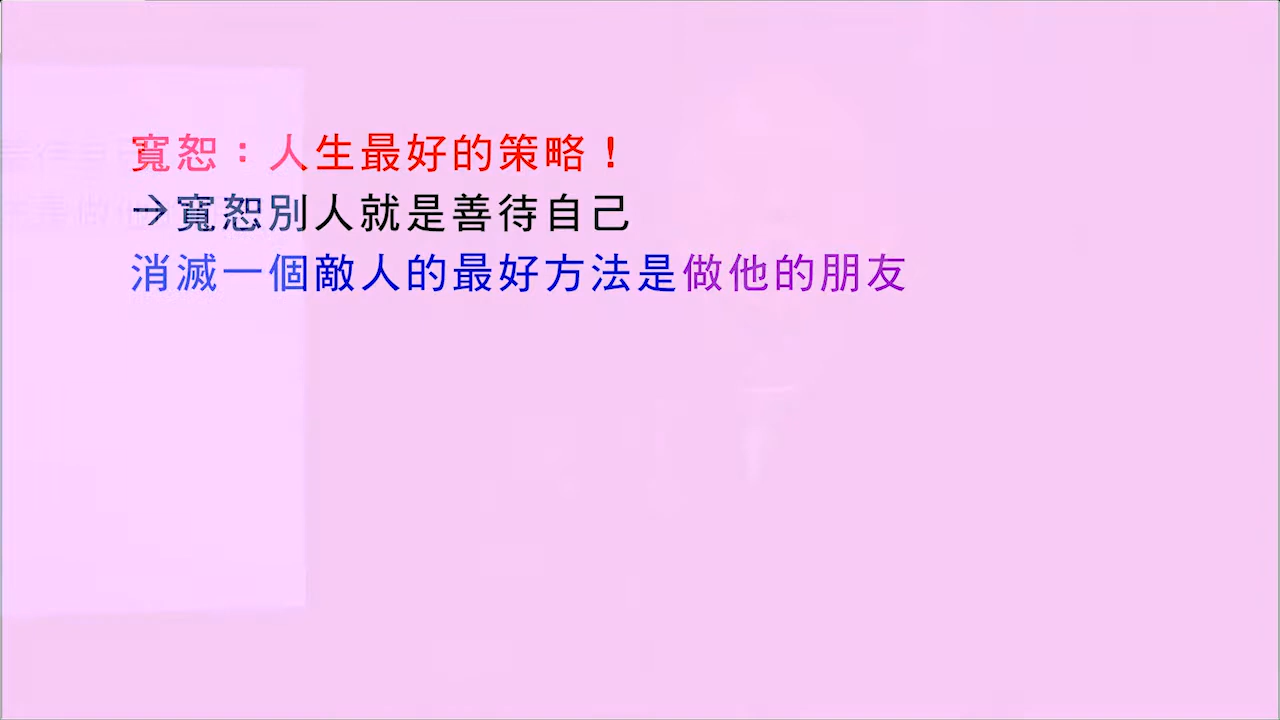 寬恕：人生最好的策略！
→寬恕別人就是善待自己
消滅一個敵人的最好方法是做他的朋友